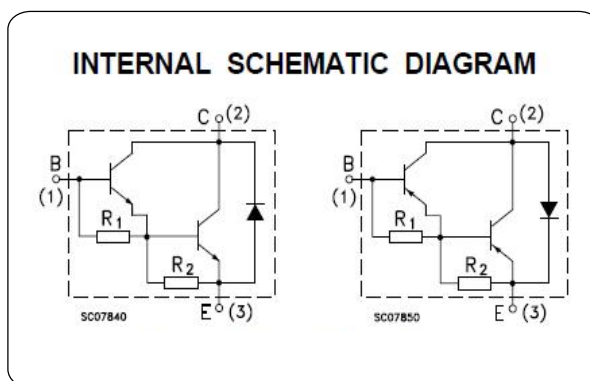 INTERNAL SCHEMATIC DIAGRAM
C (2)
B
(1)
R1
R2
E (3)
SC07840
C (2)
B
(1)
R1
R2
E (3)
SC07850